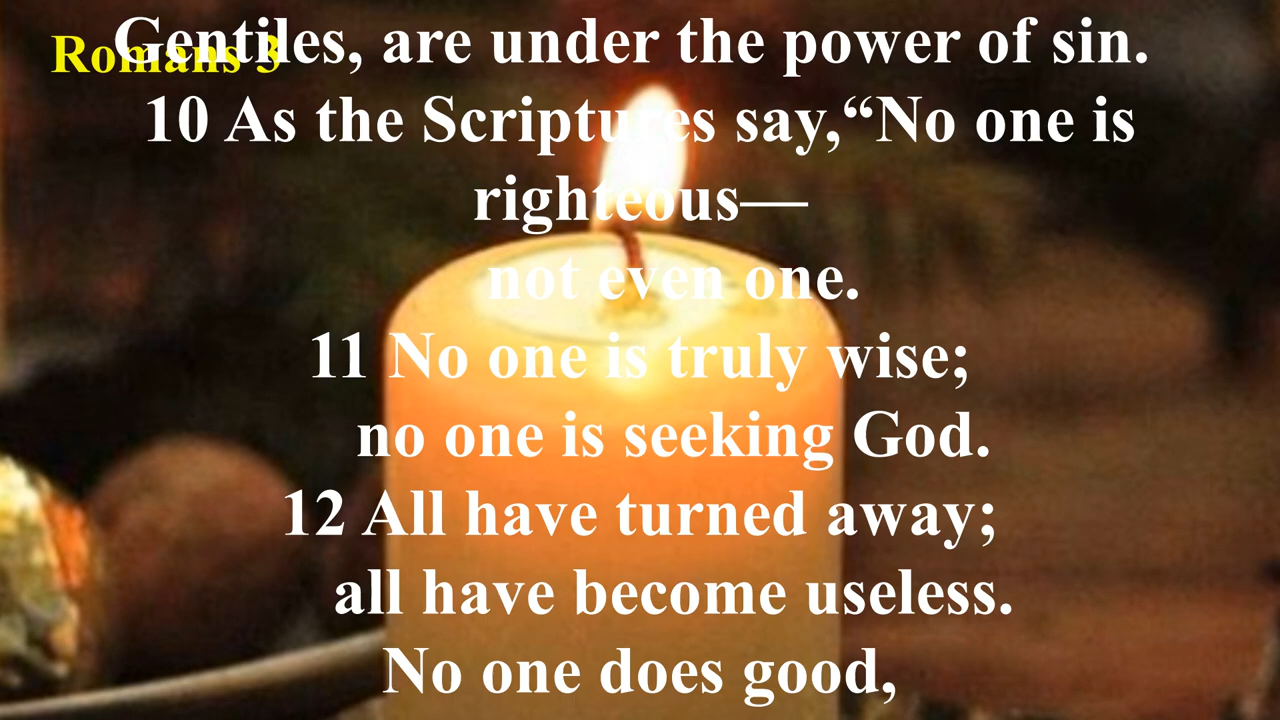 Romans 3
Gentiles, are under the power of sin.
10 As the Scriptures say,“No one is
righteous—
not even one.
11 No one is truly wise;
no one is seeking God.
12 All have turned away;
all have become useless.
No one does good,